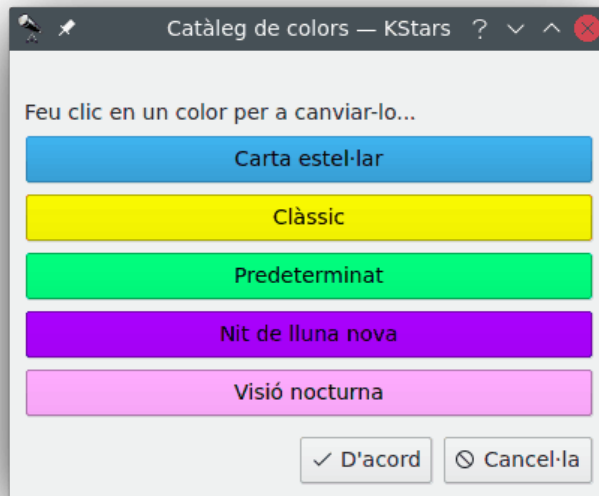 Catàleg de colors — KStars
Feu clic en un color per a canviar-lo...
Carta estel·lar
Clàssic
Predeterminat
Nit de lluna nova
Visió nocturna
D'acord Cancel·la